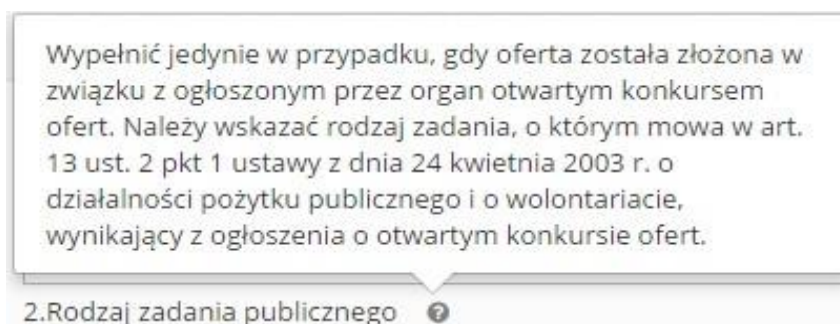 Wypełnić jedynie w przypadku, gdy oferta została złożona w
związku z ogłoszonym przez organ otwartym konkursem
ofert. Należy wskazać rodzaj zadania, o którym mowa w art.
13 ust. 2 pkt 1 ustawy z dnia 24 kwietnia 2003 r. o
działalności pożytku publicznego i o wolontariacie,
wynikający z ogłoszenia o otwartym konkursie ofert.
2.Rodzaj zadania publicznego ?